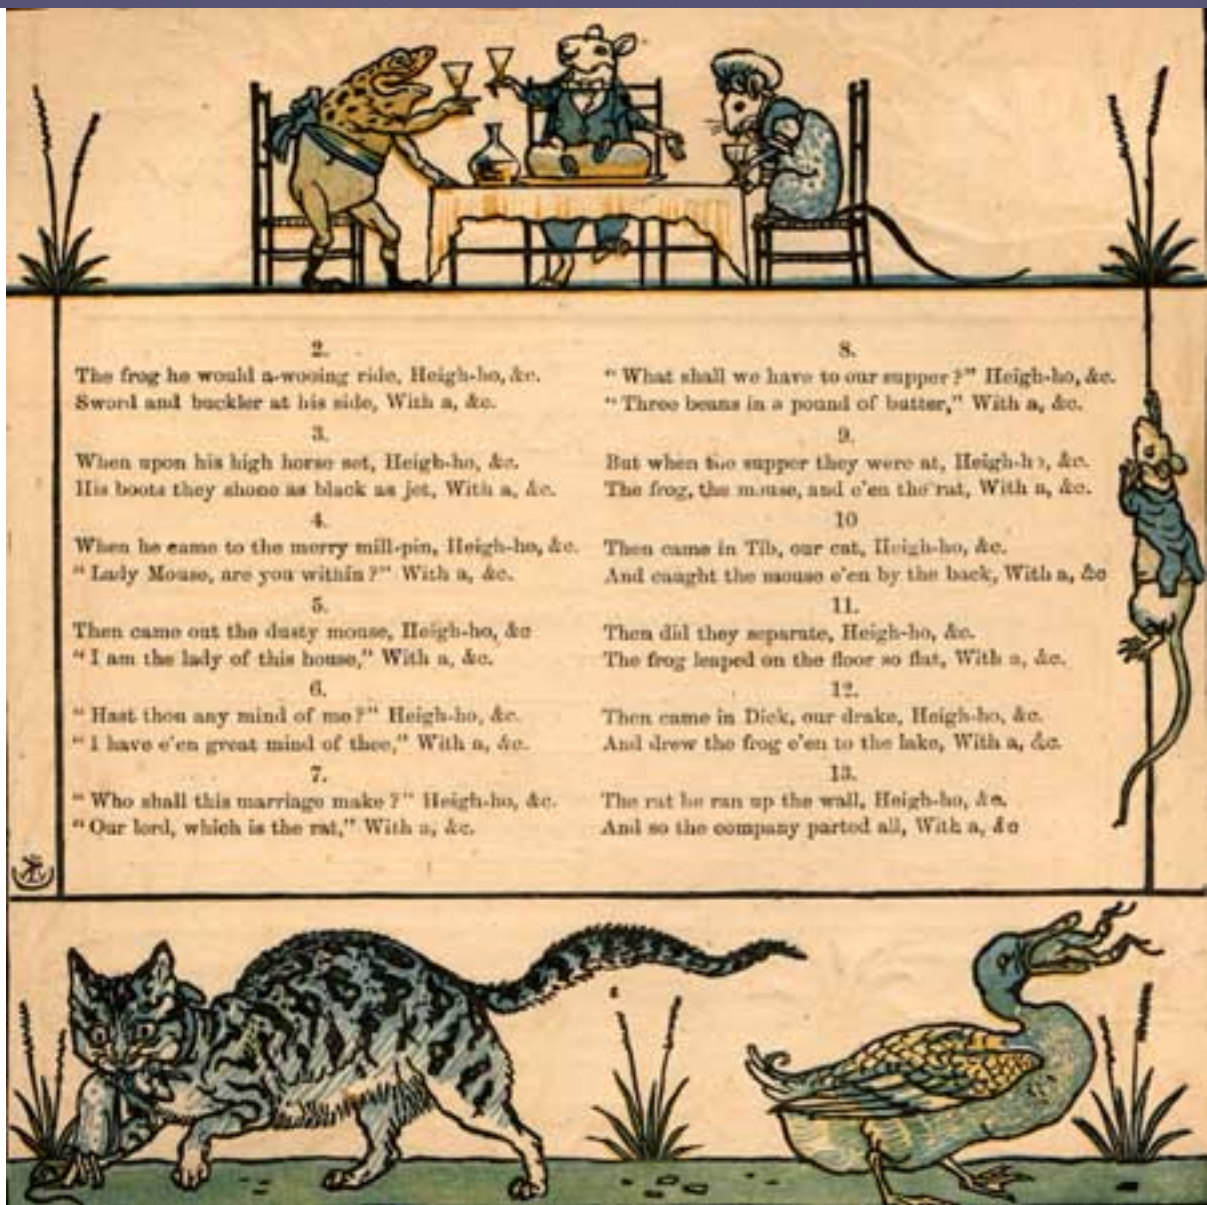 2.
The frog he would a-wooing ride, Heigh-ho, &c.
Sword and buckler at his side, With a, &c.
3.
When upon his high horse set, Heigh-ho, &c.
His boots they shone as black as jet, With a, &c.
4.
When he came to the merry mill-pin, Heigh-ho, &c.
"Lady Mouse, are you within?" With a, &c.
5.
Then came out the dusty mouse, Heigh-ho, &c
"I am the lady of this house," With a, &c.
6.
"Hast thou any mind of me?" Heigh-ho, &c.
"I have e'en great mind of thee," With a, &c.
7.
"Who shall this marriage make?" Heigh-ho, &c.
"Our lord, which is the rat," With a, &c.
8.
"What shall we have to our supper?" Heigh-ho, &c.
"Three beans in a pound of butter," With a, &c.
9.
But when the supper they were at, Heigh-ho, &c.
The frog, the mouse, and e'en the rat, With a, &c.
10
Then came in Tib, our cat, Heigh-ho, &c.
And caught the mouse e'en by the back, With a, &c
11.
Then did they separate, Heigh-ho, &c.
The frog leaped on the floor so flat, With a, &c.
12.
Then came in Dick, our drake, Heigh-ho, &c.
And drew the frog e'en to the lake, With a, &c.
13.
The rat he ran up the wall, Heigh-ho, &c.
And so the company parted all, With a, &c